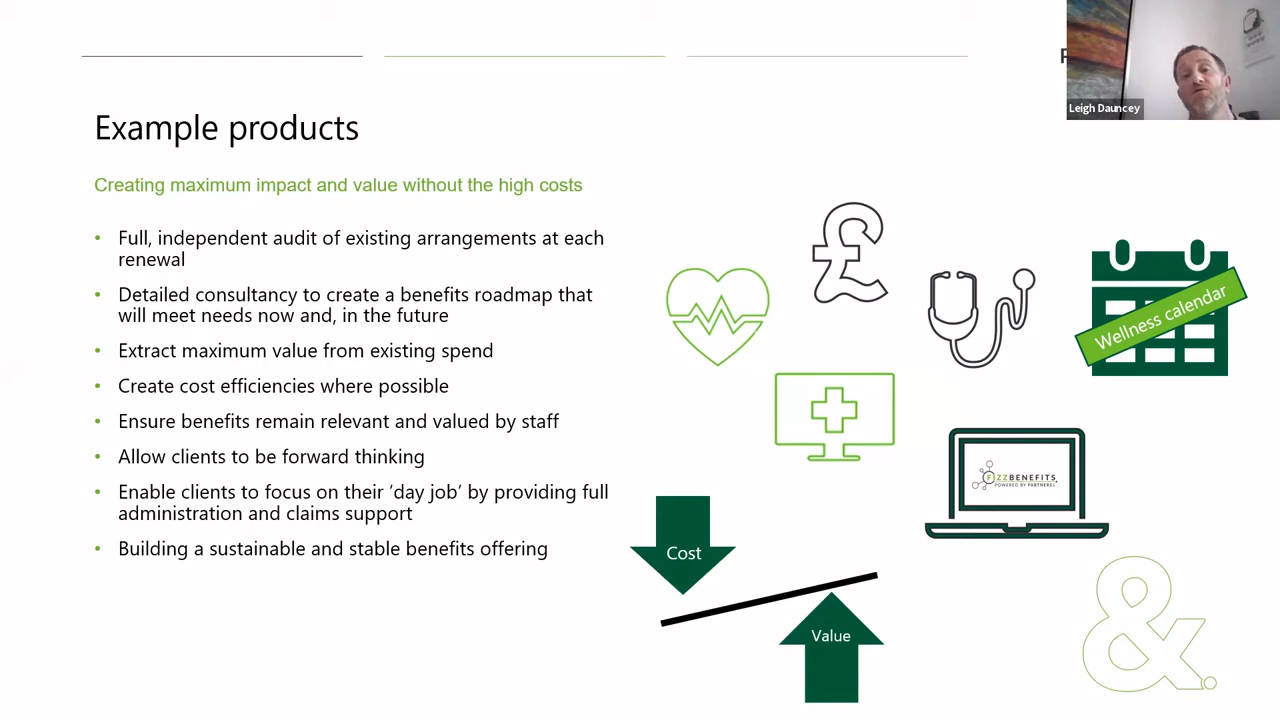 Leigh Dauncey
Example products
Creating maximum impact and value without the high costs
• Full, independent audit of existing arrangements at each
renewal
• Detailed consultancy to create a benefits roadmap that
will meet needs now and, in the future
• Extract maximum value from existing spend
• Create cost efficiencies where possible
• Ensure benefits remain relevant and valued by staff
• Allow clients to be forward thinking
• Enable clients to focus on their ‘day job’ by providing full
administration and claims support
• Building a sustainable and stable benefits offering
£
Wellness calendar
FIZZBENEFITS
POWERED BY PARTNERS&
Cost
Value
&.